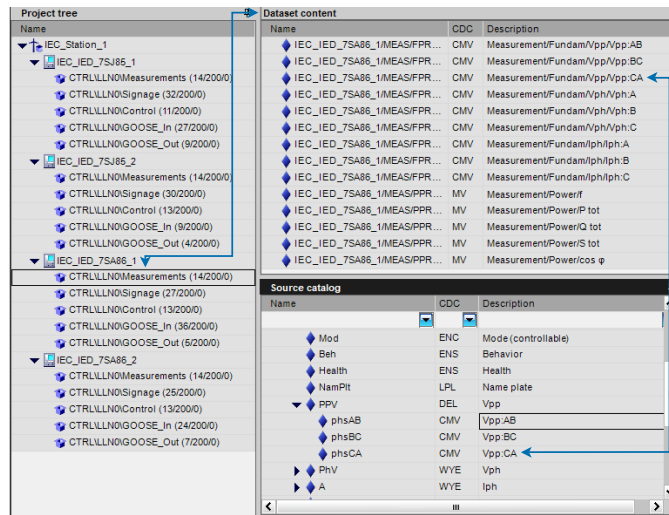 Project tree
Name
IEC_Station_1
IEC_IED_7SJ85_1
CTRL\LLN0\Measurements (14/200/0)
CTRL\LLN0\Signage (32/200/0)
CTRL\LLN0\Control (11/200/0)
CTRL\LLN0\GOOSE_In (27/200/0)
CTRL\LLN0\GOOSE_Out (9/200/0)
IEC_IED_7SJ85_2
CTRL\LLN0\Measurements (14/200/0)
CTRL\LLN0\Signage (30/200/0)
CTRL\LLN0\Control (13/200/0)
CTRL\LLN0\GOOSE_In (9/200/0)
CTRL\LLN0\GOOSE_Out (4/200/0)
IEC_IED_7SA86_1
CTRL\LLN0\Measurements (14/200/0)
CTRL\LLN0\Signage (27/200/0)
CTRL\LLN0\Control (13/200/0)
CTRL\LLN0\GOOSE_In (36/200/0)
CTRL\LLN0\GOOSE_Out (5/200/0)
IEC_IED_7SA86_2
CTRL\LLN0\Measurements (14/200/0)
CTRL\LLN0\Signage (25/200/0)
CTRL\LLN0\Control (13/200/0)
CTRL\LLN0\GOOSE_In (24/200/0)
CTRL\LLN0\GOOSE_Out (7/200/0)
Dataset content
Name CDC Description
IEC_IED_7SA86_1/MEAS/FPR... CMV Measurement/Fundam/Vpp/Vpp:AB
IEC_IED_7SA86_1/MEAS/FPR... CMV Measurement/Fundam/Vpp/Vpp:BC
IEC_IED_7SA86_1/MEAS/FPR... CMV Measurement/Fundam/Vpp/Vpp:CA
IEC_IED_7SA86_1/MEAS/FPR... CMV Measurement/Fundam/Vph/Vph:A
IEC_IED_7SA86_1/MEAS/FPR... CMV Measurement/Fundam/Vph/Vph:B
IEC_IED_7SA86_1/MEAS/FPR... CMV Measurement/Fundam/Vph/Vph:C
IEC_IED_7SA86_1/MEAS/FPR... CMV Measurement/Fundam/Iph/Iph:A
IEC_IED_7SA86_1/MEAS/FPR... CMV Measurement/Fundam/Iph/Iph:B
IEC_IED_7SA86_1/MEAS/FPR... CMV Measurement/Fundam/Iph/Iph:C
IEC_IED_7SA86_1/MEAS/PPR... MV Measurement/Power/f
IEC_IED_7SA86_1/MEAS/PPR... MV Measurement/Power/P tot
IEC_IED_7SA86_1/MEAS/PPR... MV Measurement/Power/Q tot
IEC_IED_7SA86_1/MEAS/PPR... MV Measurement/Power/S tot
IEC_IED_7SA86_1/MEAS/PPR... MV Measurement/Power/cos φ
Source catalog
Name CDC Description
Mod ENC Mode (controllable)
Beh ENS Behavior
Health ENS Health
NamPlt LPL Name plate
PPV DEL Vpp
phsAB CMV Vpp:AB
phsBC CMV Vpp:BC
phsCA CMV Vpp:CA
PhV WYE Vph
A WYE Iph